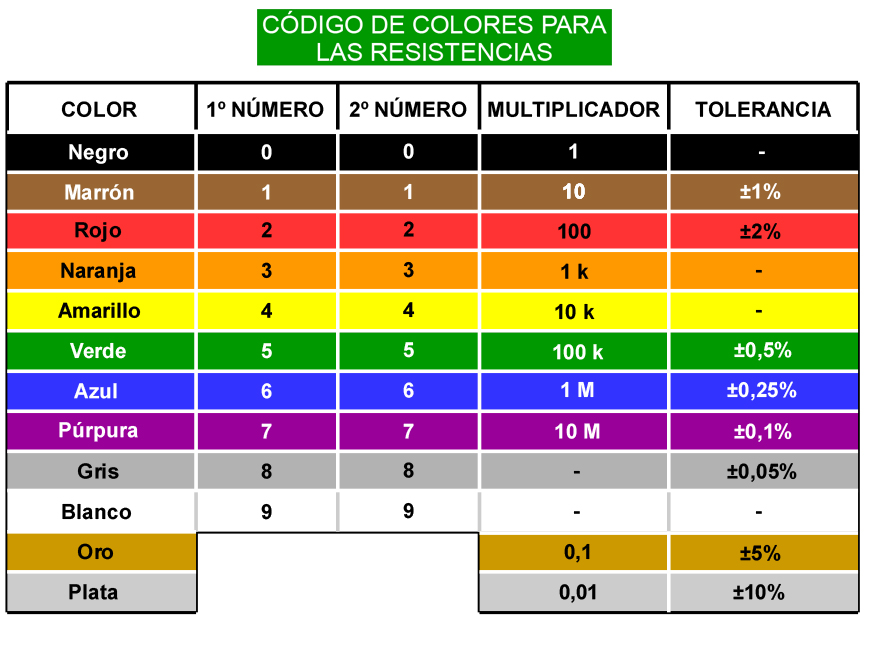 CÓDIGO DE COLORES PARA
LAS RESISTENCIAS
COLOR 1º NÚMERO 2º NÚMERO MULTIPLICADOR TOLERANCIA
Negro 0 0 1 -
Marrón 1 1 10 ±1%
Rojo 2 2 100 ±2%
Naranja 3 3 1 k -
Amarillo 4 4 10 k -
Verde 5 5 100 k ±0,5%
Azul 6 6 1 M ±0,25%
Púrpura 7 7 10 M ±0,1%
Gris 8 8 - ±0,05%
Blanco 9 9 - -
Oro 0,1 ±5%
Plata 0,01 ±10%